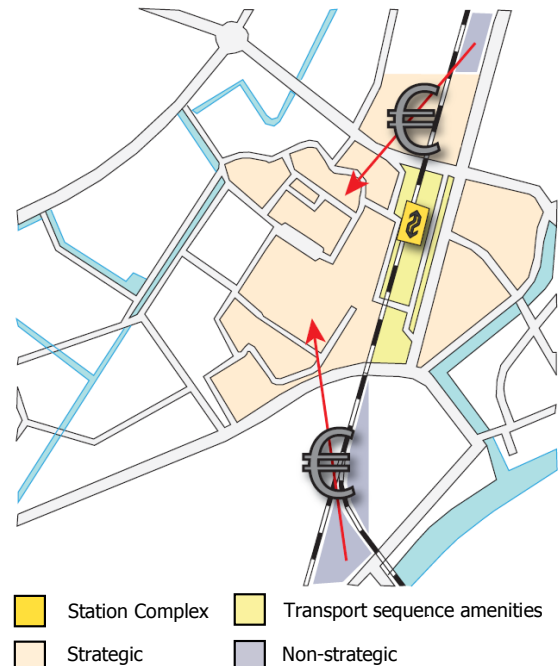 €
€
Station Complex
Transport sequence amenities
Strategic
Non-strategic